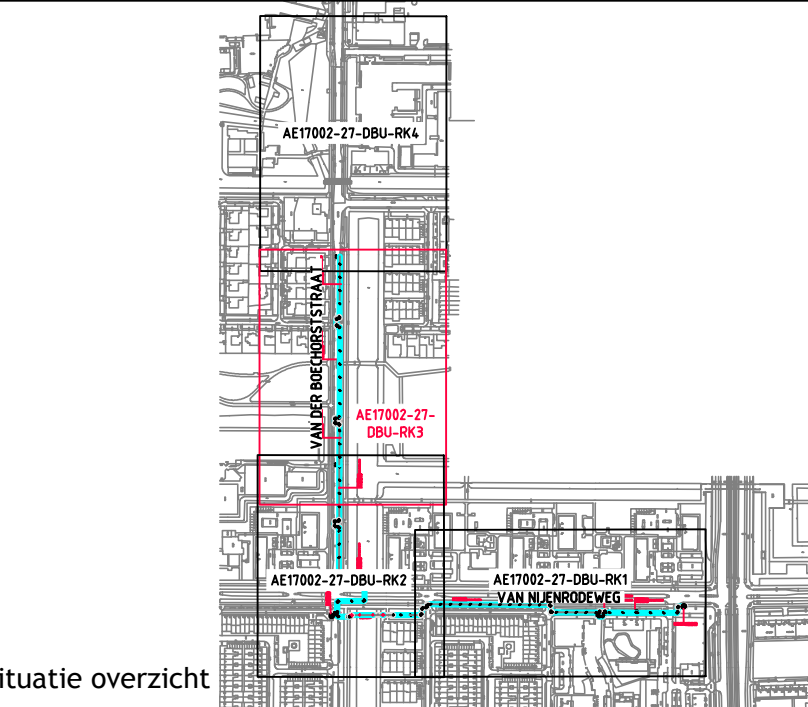 AE17002-27-DBU-RK4
VAN DER BOECHORSTSTRAAT
AE17002-27-
DBU-RK3
AE17002-27-DBU-RK2
AE17002-27-DBU-RK1
VAN NIJENRODEWEG
ituatie overzicht